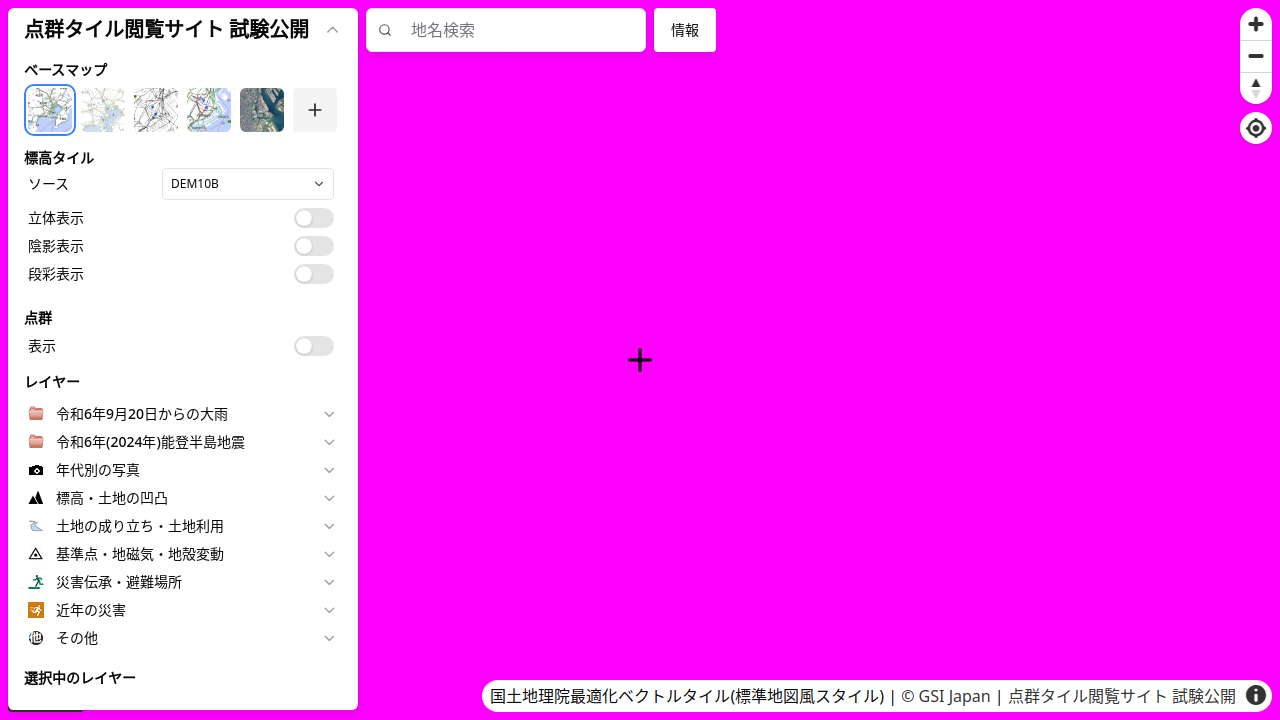 点群タイル閲覧サイト 試験公開
地名検索
情報
ベースマップ
標高タイル
ソース
DEM10B
立体表示
陰影表示
段彩表示
点群
表示
レイヤー
令和6年9月20日からの大雨
令和6年(2024年)能登半島地震
年代別の写真
標高・土地の凹凸
土地の成り立ち・土地利用
基準点・地磁気・地殻変動
災害伝承・避難場所
近年の災害
その他
選択中のレイヤー
国土地理院最適化ベクトルタイル(標準地図風スタイル) | © GSI Japan | 点群タイル閲覧サイト 試験公開